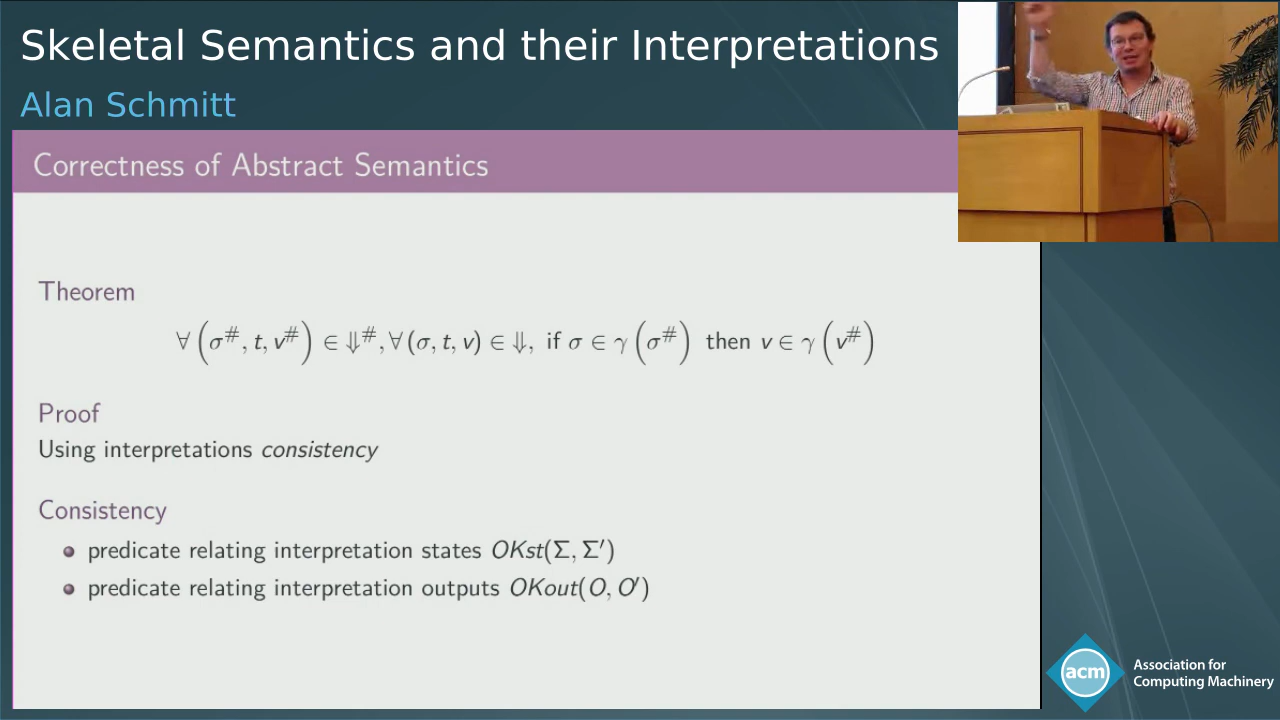 Skeletal Semantics and their Interpretations
Alan Schmitt
Correctness of Abstract Semantics
Theorem
∀ (σ#, t, v#) ∈ ⇓#, ∀ (σ, t, v) ∈ ⇓, if σ ∈ γ (σ#) then v ∈ γ (v#)
Proof
Using interpretations consistency
Consistency
predicate relating interpretation states OKst(Σ, Σ′)
predicate relating interpretation outputs OKout(O, O′)
acm
Association for
Computing Machinery